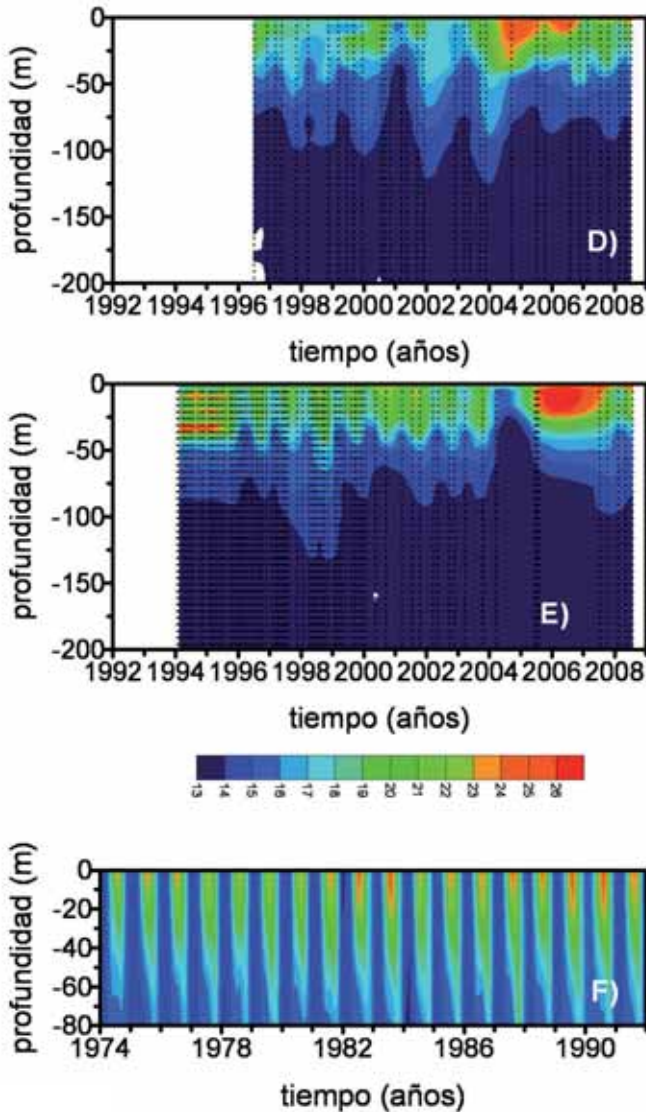 0
-50
-100
-150
-200
profundidad (m)
D)
1992 1994 1996 1998 2000 2002 2004 2006 2008
tiempo (años)
0
-50
-100
-150
-200
profundidad (m)
E)
1992 1994 1996 1998 2000 2002 2004 2006 2008
tiempo (años)
13 14 15 16 17 18 19 20 21 22 23 24 25 26
0
-20
-40
-60
-80
profundidad (m)
F)
1974 1978 1982 1986 1990
tiempo (años)